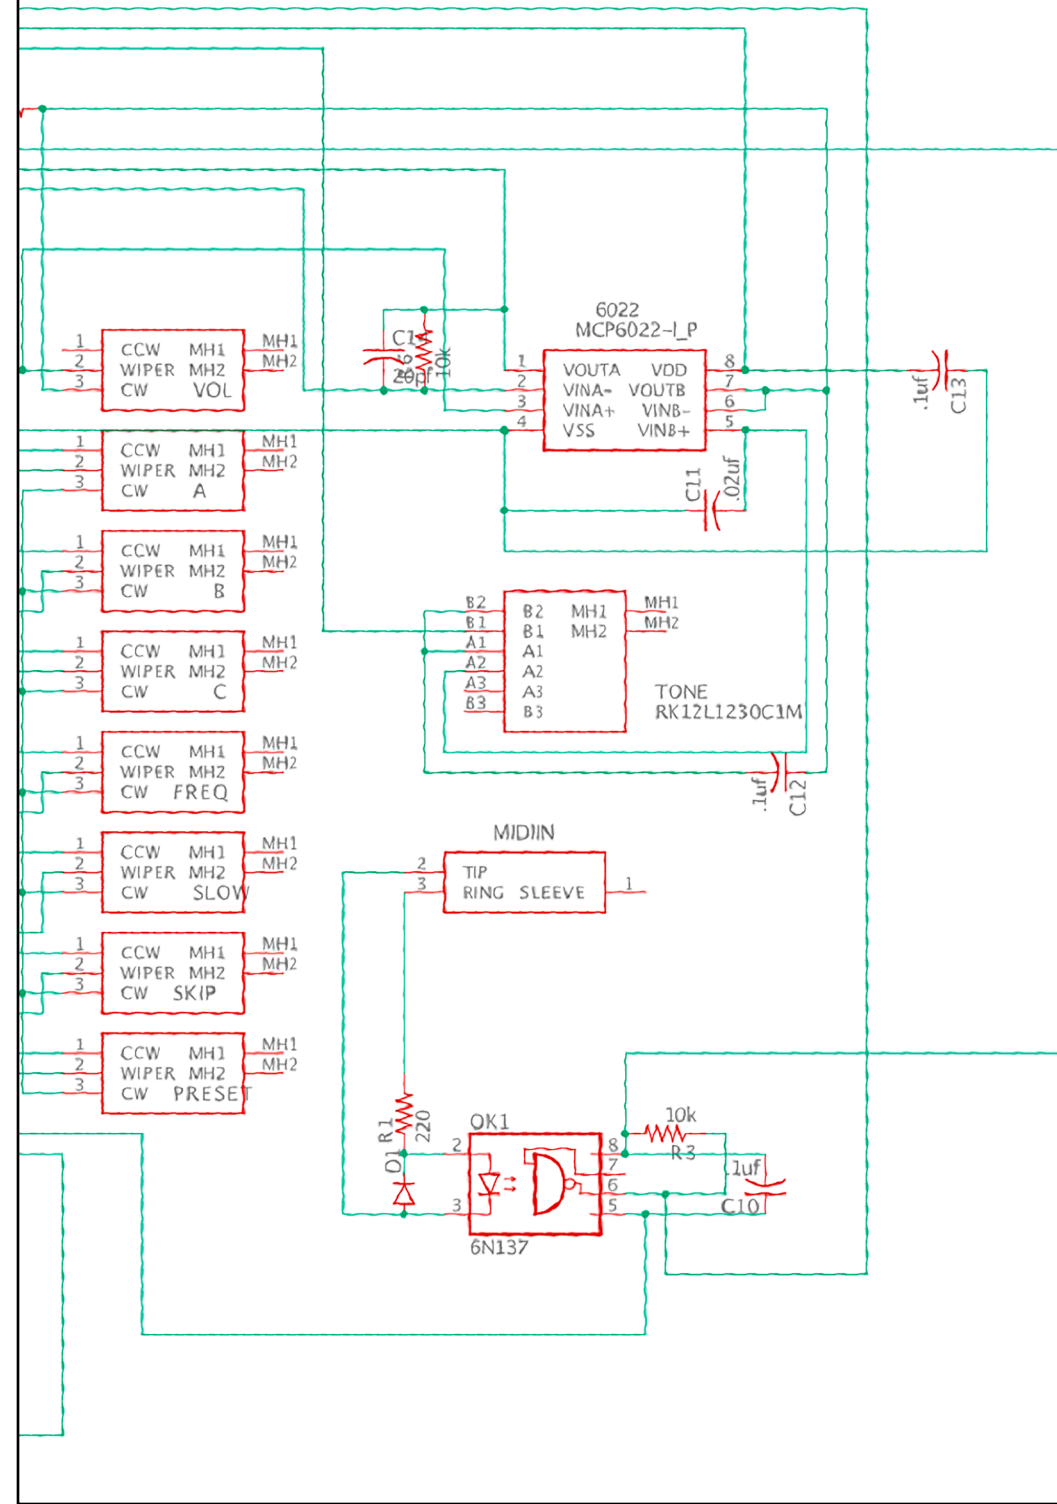 1 CCW MH1 MH1
2 WIPER MH2 MH2
3 CW VOL
1 CCW MH1 MH1
2 WIPER MH2 MH2
3 CW A
1 CCW MH1 MH1
2 WIPER MH2 MH2
3 CW B
1 CCW MH1 MH1
2 WIPER MH2 MH2
3 CW C
1 CCW MH1 MH1
2 WIPER MH2 MH2
3 CW FREQ
1 CCW MH1 MH1
2 WIPER MH2 MH2
3 CW SLOW
1 CCW MH1 MH1
2 WIPER MH2 MH2
3 CW SKIP
1 CCW MH1 MH1
2 WIPER MH2 MH2
3 CW PRESET
20pf
10k
6022
MCP6022-I_P
1 VOUTA VDD 8
2 VINA- VOUTB 7
3 VINA+ VINB- 6
4 VSS VINB+ 5
.1uf
C13
C11
.02uf
B2 B2 MH1 MH1
B1 B1 MH2 MH2
A1 A1
A2 A2
A3 A3
B3 B3
TONE
RK12L1230C1M
.1uf
C12
MIDIIN
2 TIP
3 RING SLEEVE 1
R1
220
D1
OK1
2
3
8
7
6
5
6N137
10k
R3
.1uf
C10